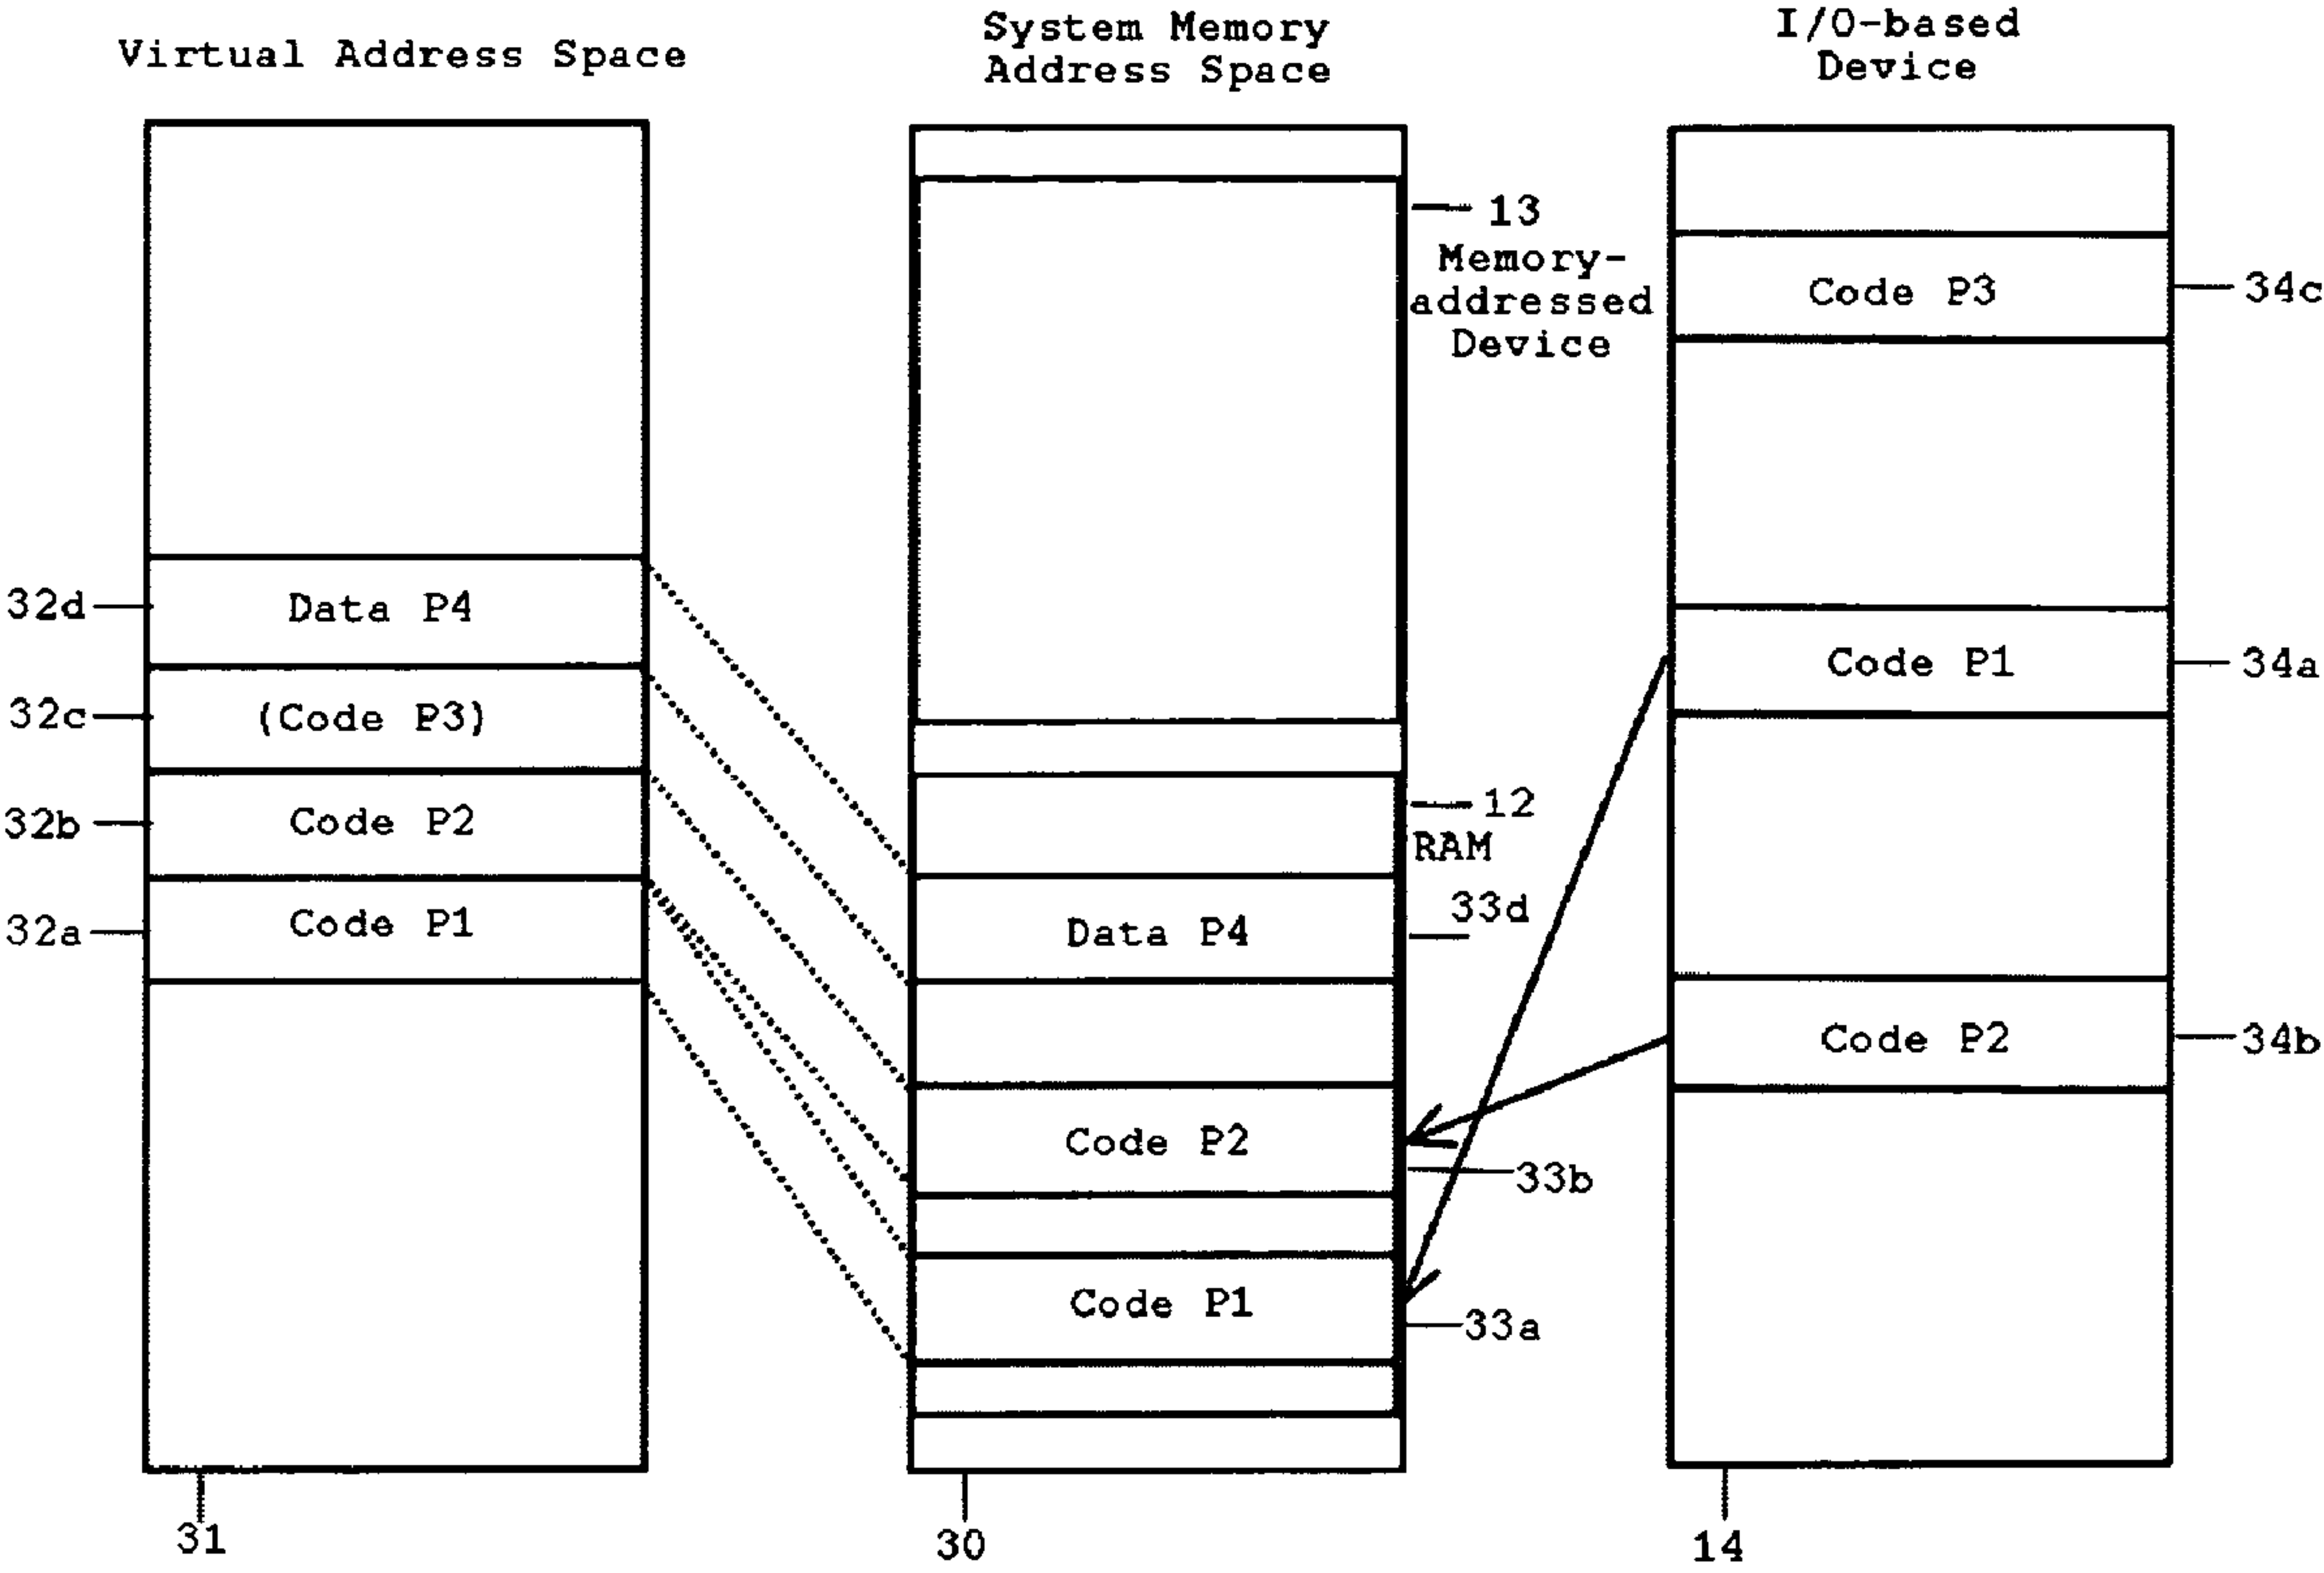 Virtual Address Space
System Memory
Address Space
I/O-based
Device
32d
Data P4
32c
(Code P3)
32b
Code P2
32a
Code P1
31
13
Memory-
addressed
Device
12
RAM
33d
Data P4
Code P2
33b
Code P1
33a
30
Code P3
34c
Code P1
34a
Code P2
34b
14